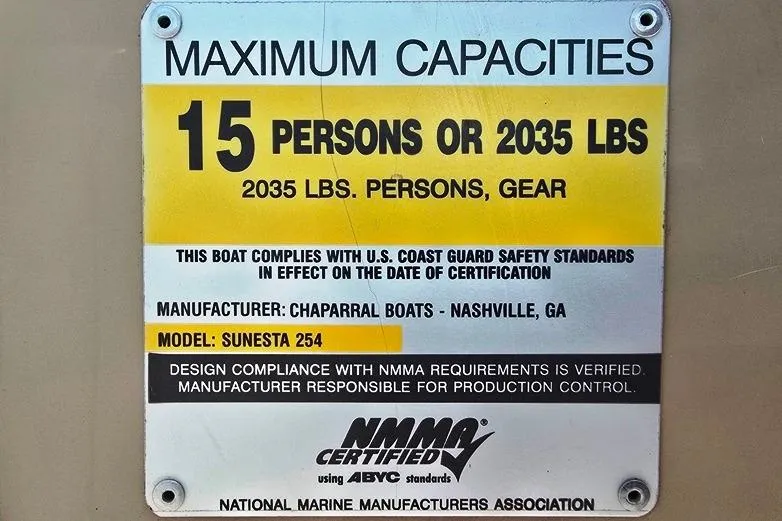 MAXIMUM CAPACITIES
15 PERSONS OR 2035 LBS
2035 LBS. PERSONS, GEAR
THIS BOAT COMPLIES WITH U.S. COAST GUARD SAFETY STANDARDS
IN EFFECT ON THE DATE OF CERTIFICATION
MANUFACTURER: CHAPARRAL BOATS - NASHVILLE, GA
MODEL: SUNESTA 254
DESIGN COMPLIANCE WITH NMMA REQUIREMENTS IS VERIFIED.
MANUFACTURER RESPONSIBLE FOR PRODUCTION CONTROL.
NMMA®
CERTIFIED
using ABYC standards
NATIONAL MARINE MANUFACTURERS ASSOCIATION